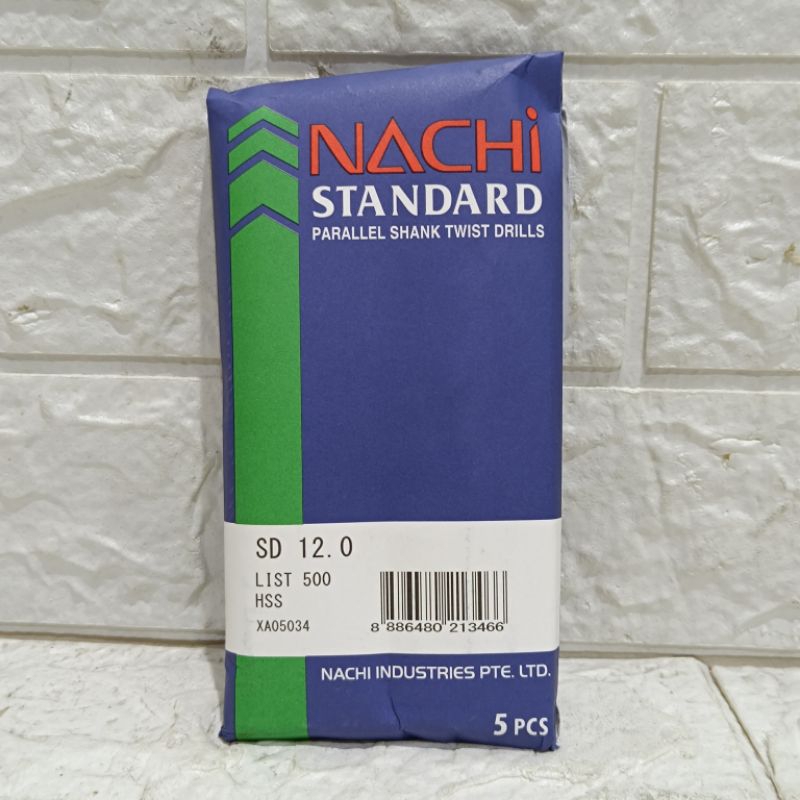 NACHi
STANDARD
PARALLEL SHANK TWIST DRILLS
SD 12.0
LIST 500
HSS
XA05034
8 886480 213466
NACHI INDUSTRIES PTE. LTD.
5 PCS